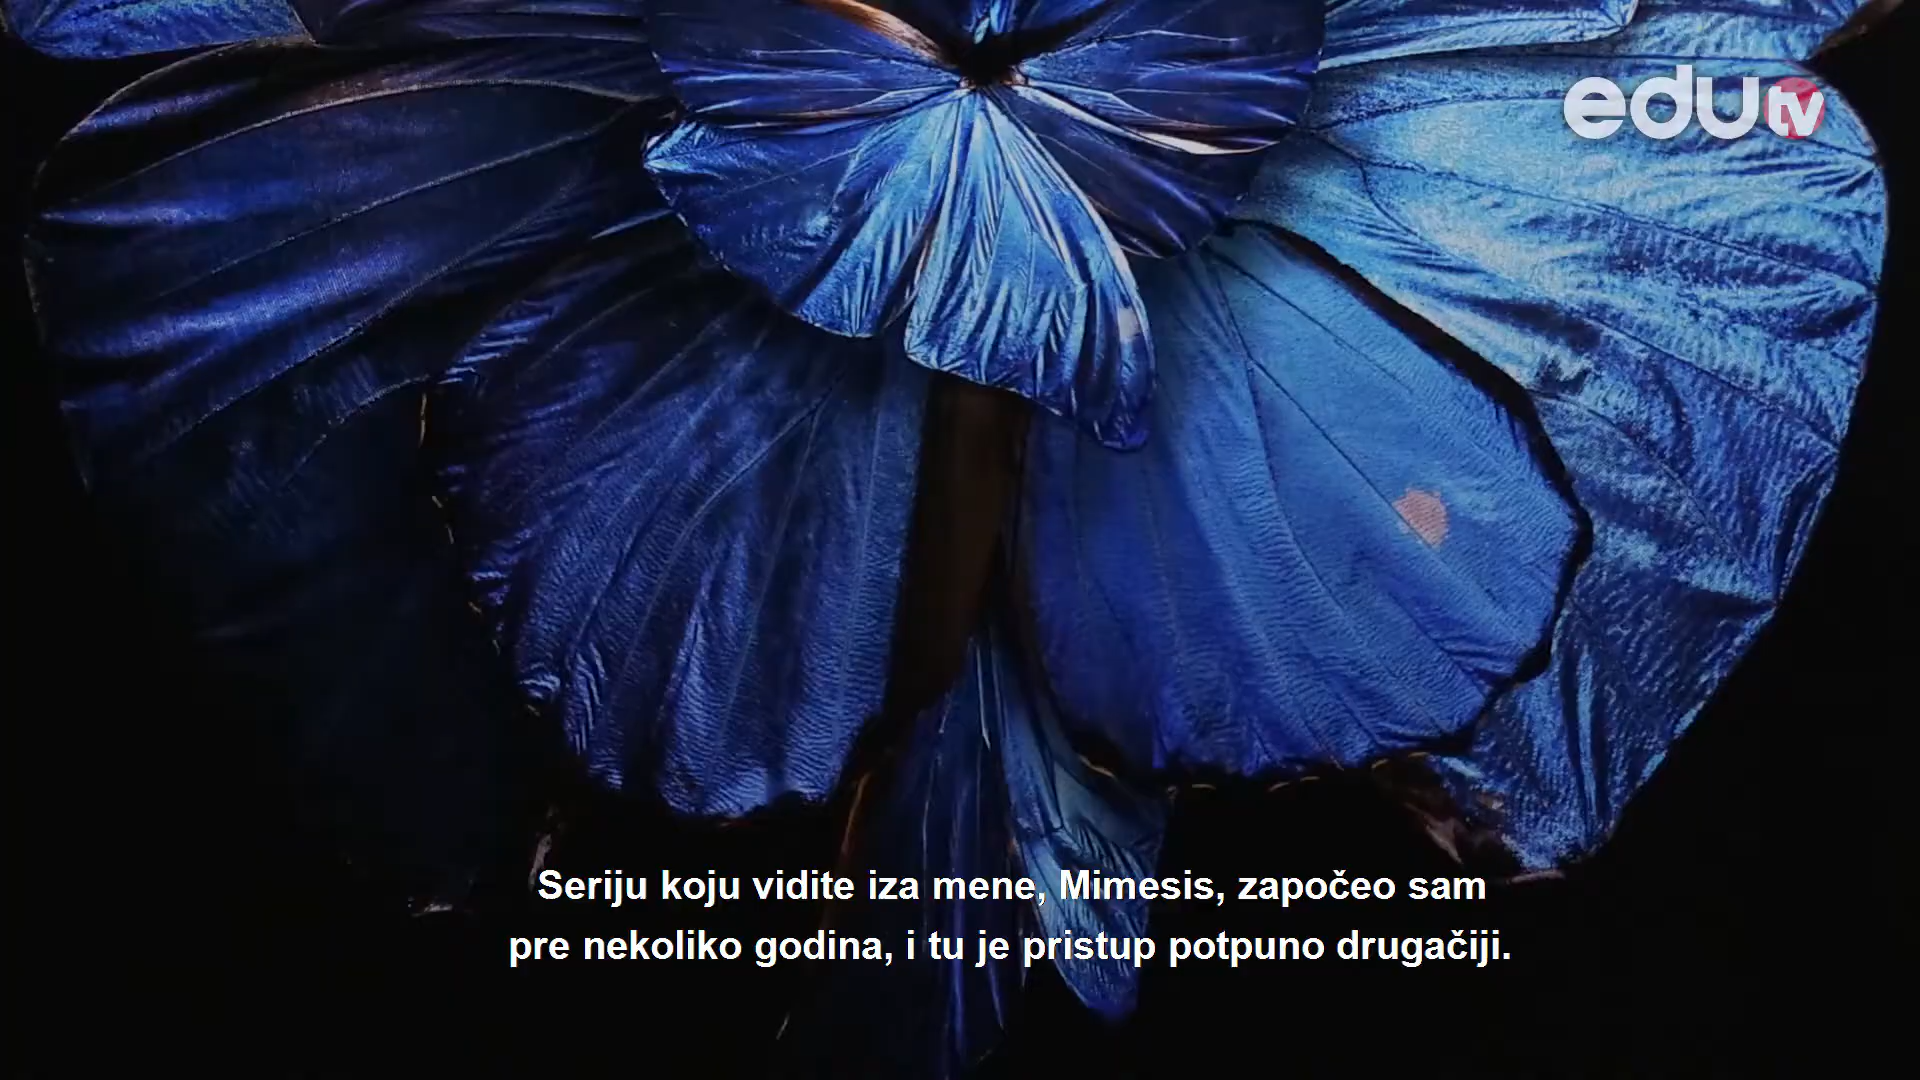 edutv
Seriju koju vidite iza mene, Mimesis, započeo sam
pre nekoliko godina, i tu je pristup potpuno drugačiji.